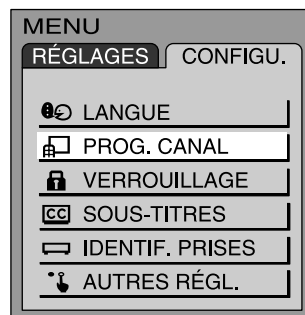 MENU
RÉGLAGES CONFIGU.
LANGUE
PROG. CANAL
VERROUILLAGE
CC SOUS-TITRES
IDENTIF. PRISES
AUTRES RÉGL.